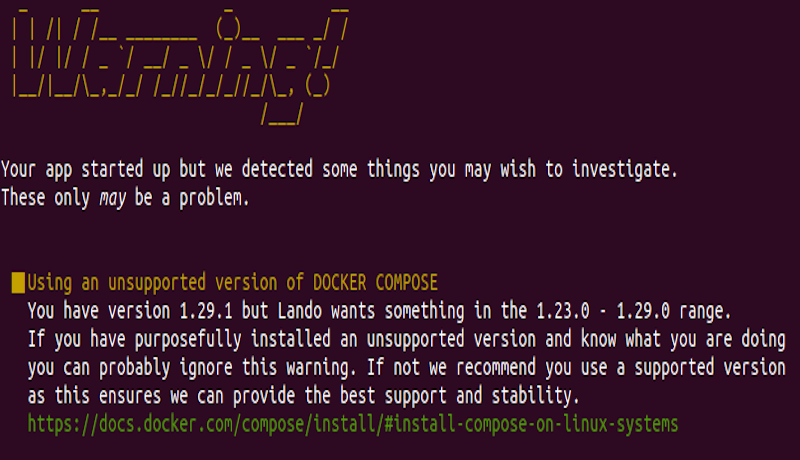 Warning!
Your app started up but we detected some things you may wish to investigate.
These only may be a problem.
Using an unsupported version of DOCKER COMPOSE
You have version 1.29.1 but Lando wants something in the 1.23.0 - 1.29.0 range.
If you have purposefully installed an unsupported version and know what you are doing
you can probably ignore this warning. If not we recommend you use a supported version
as this ensures we can provide the best support and stability.
https://docs.docker.com/compose/install/#install-compose-on-linux-systems